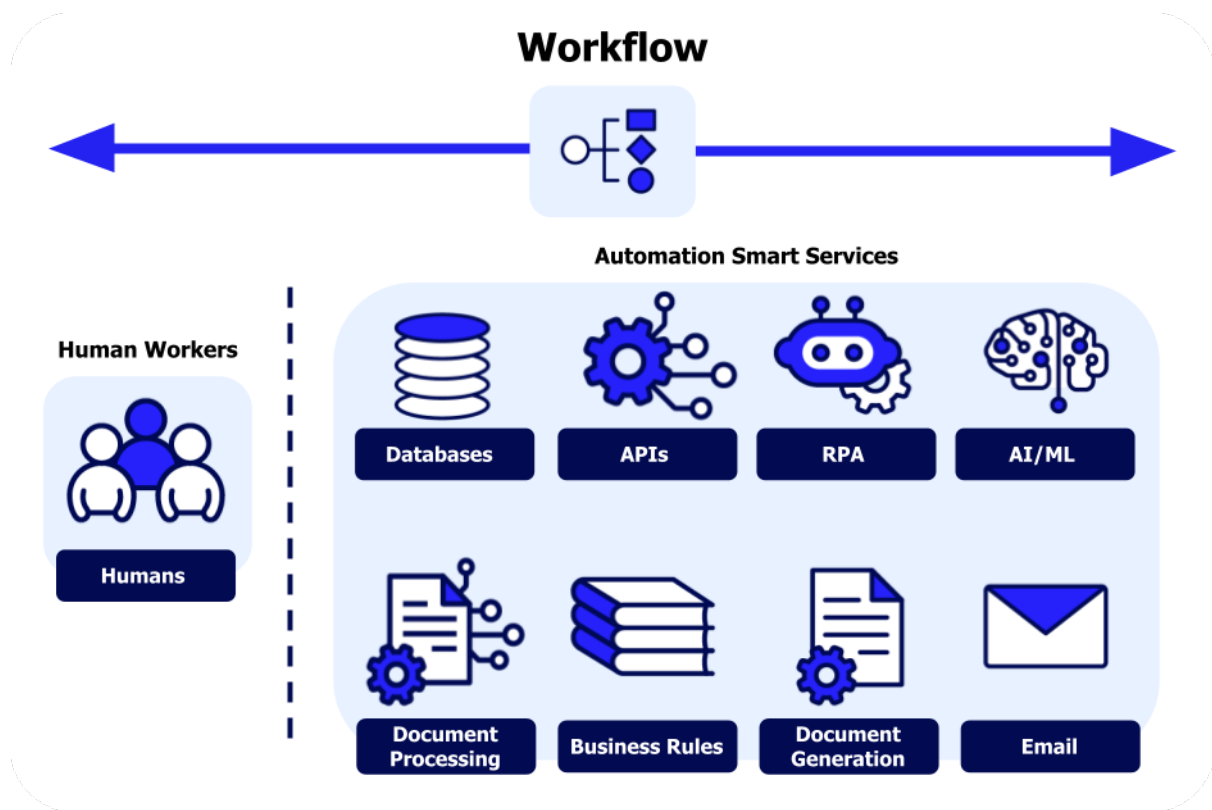 Workflow
Automation Smart Services
Human Workers
Humans
Databases
APIs
RPA
AI/ML
Document
Processing
Business Rules
Document
Generation
Email